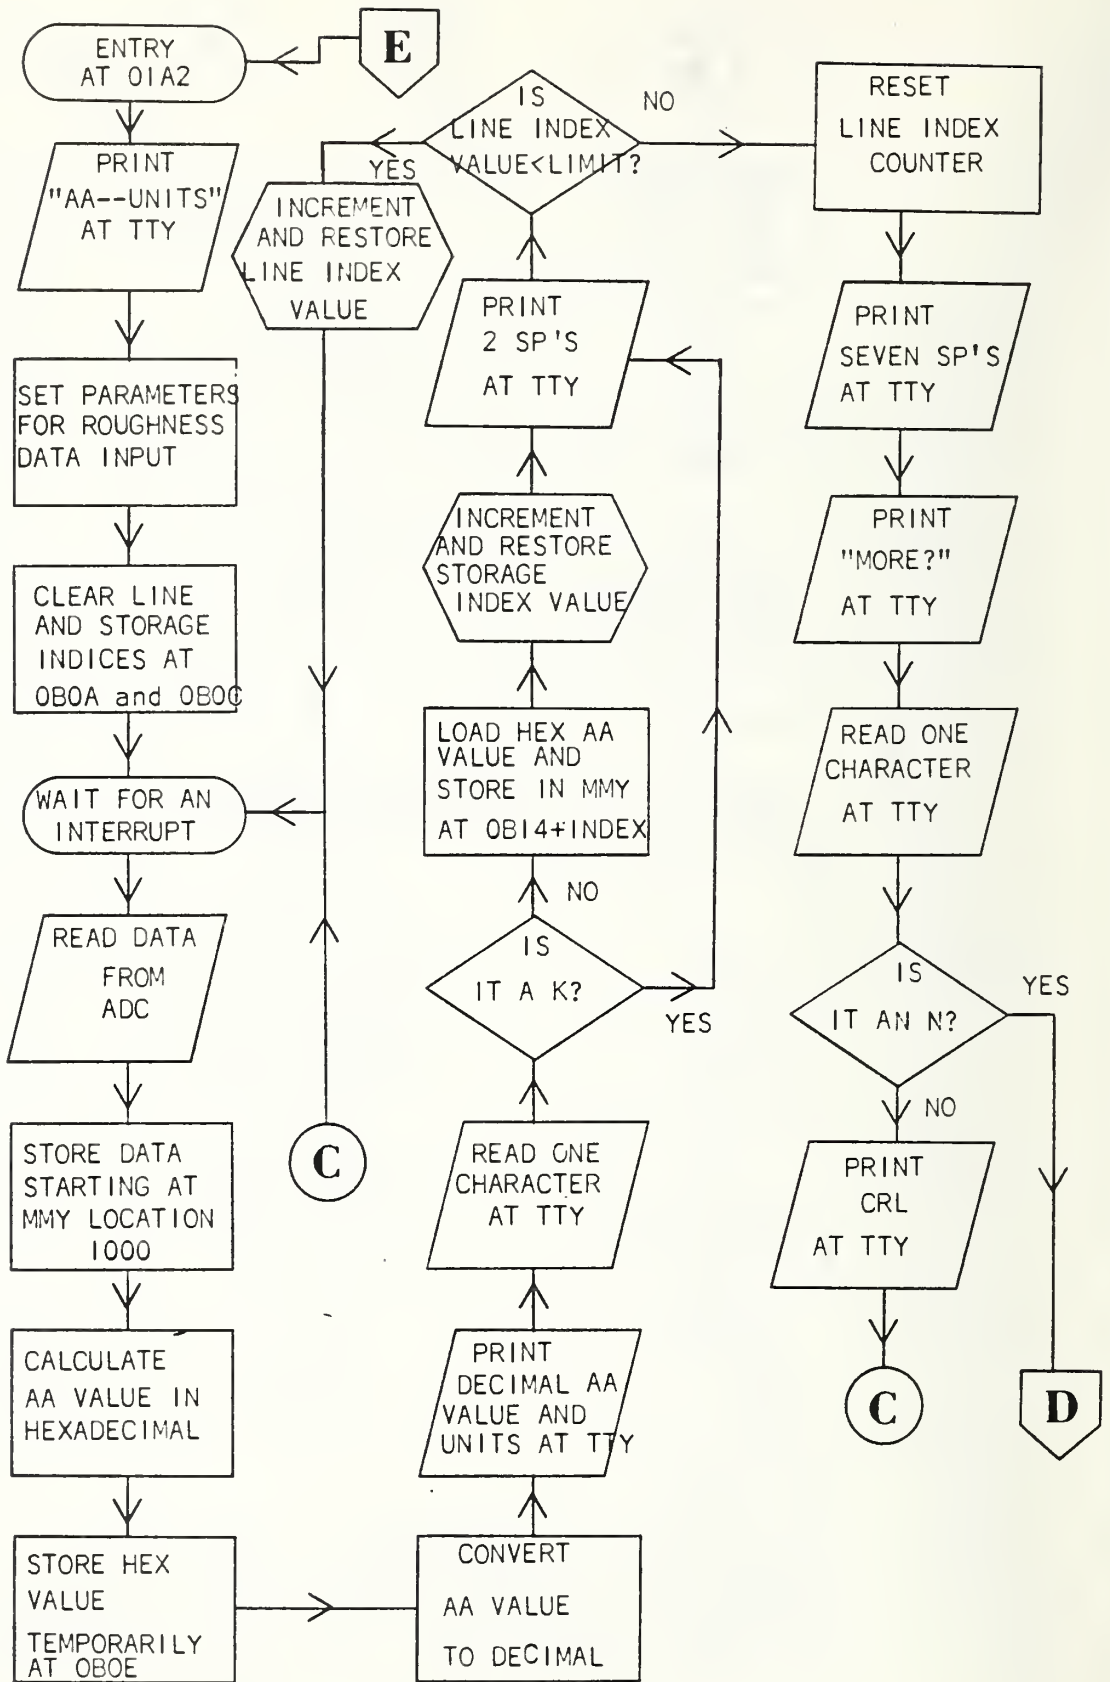 ENTRY
AT 01A2
E
PRINT
"AA--UNITS"
AT TTY
SET PARAMETERS
FOR ROUGHNESS
DATA INPUT
CLEAR LINE
AND STORAGE
INDICES AT
0B0A and 0B0C
WAIT FOR AN
INTERRUPT
READ DATA
FROM
ADC
STORE DATA
STARTING AT
MMY LOCATION
1000
CALCULATE
AA VALUE IN
HEXADECIMAL
STORE HEX
VALUE
TEMPORARILY
AT 0B0E
CONVERT
AA VALUE
TO DECIMAL
PRINT
DECIMAL AA
VALUE AND
UNITS AT TTY
READ ONE
CHARACTER
AT TTY
IS
IT A K?
YES
NO
LOAD HEX AA
VALUE AND
STORE IN MMY
AT 0B14+INDEX
INCREMENT
AND RESTORE
STORAGE
INDEX VALUE
PRINT
2 SP'S
AT TTY
IS
LINE INDEX
VALUE<LIMIT?
YES
NO
INCREMENT
AND RESTORE
LINE INDEX
VALUE
C
RESET
LINE INDEX
COUNTER
PRINT
SEVEN SP'S
AT TTY
PRINT
"MORE?"
AT TTY
READ ONE
CHARACTER
AT TTY
IS
IT AN N?
YES
NO
PRINT
CRL
AT TTY
C
D